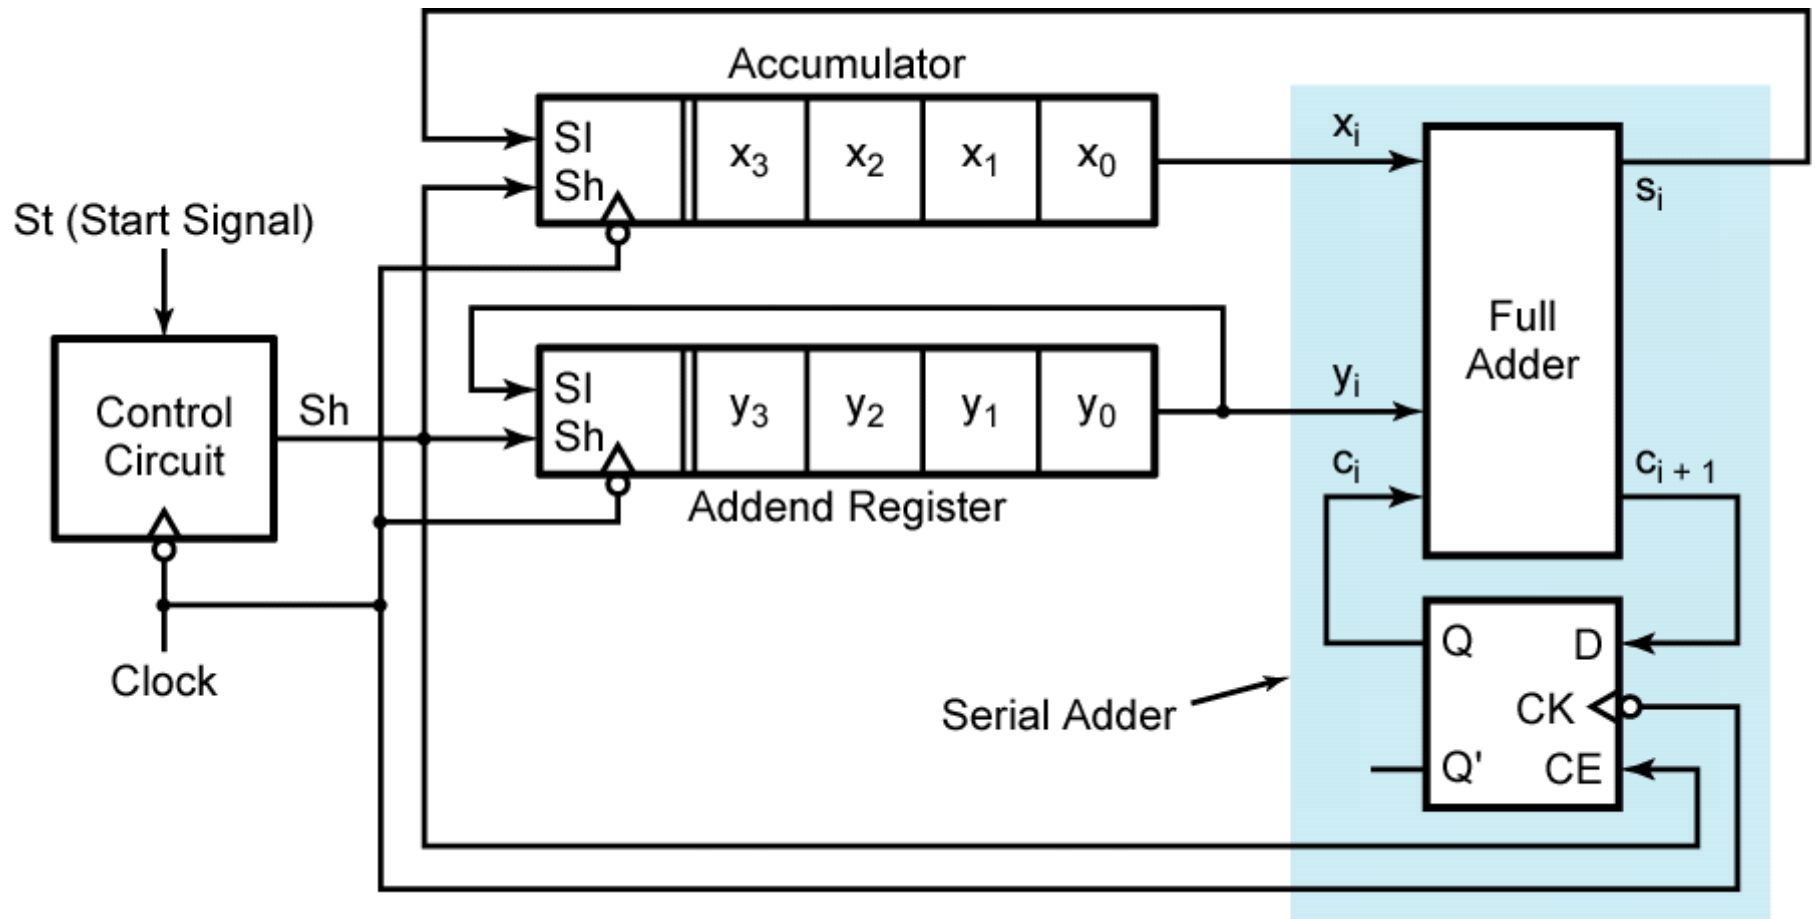 Accumulator
SI
Sh
x₃ x₂ x₁ x₀
xᵢ
sᵢ
St (Start Signal)
Full
Adder
Control
Circuit
Sh
SI
Sh
y₃ y₂ y₁ y₀
yᵢ
cᵢ
cᵢ ₊ ₁
Addend Register
Clock
Serial Adder
Q D
CK
Q' CE